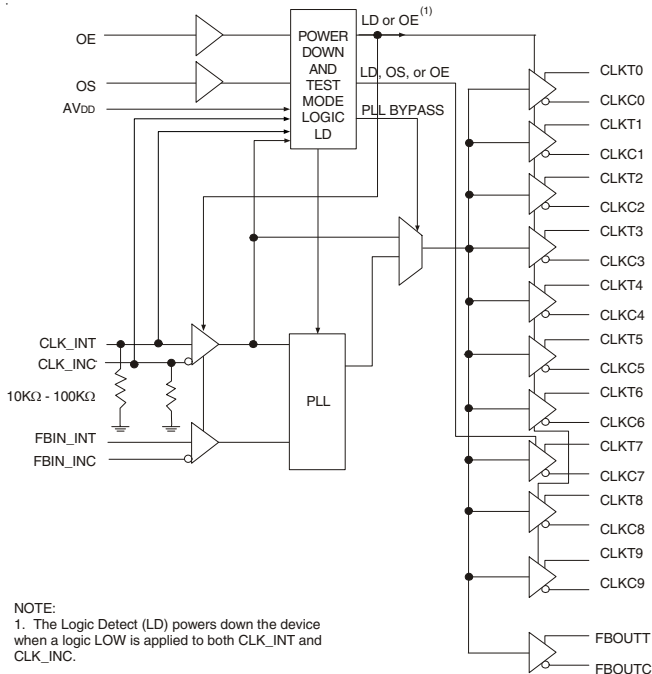 OE
OS
AVDD
POWER
DOWN
AND
TEST
MODE
LOGIC
LD
LD or OE (1)
LD, OS, or OE
PLL BYPASS
CLK_INT
CLK_INC
10KΩ - 100KΩ
FBIN_INT
FBIN_INC
PLL
CLKT0
CLKC0
CLKT1
CLKC1
CLKT2
CLKC2
CLKT3
CLKC3
CLKT4
CLKC4
CLKT5
CLKC5
CLKT6
CLKC6
CLKT7
CLKC7
CLKT8
CLKC8
CLKT9
CLKC9
FBOUTT
FBOUTC
NOTE:
1. The Logic Detect (LD) powers down the device
when a logic LOW is applied to both CLK_INT and
CLK_INC.